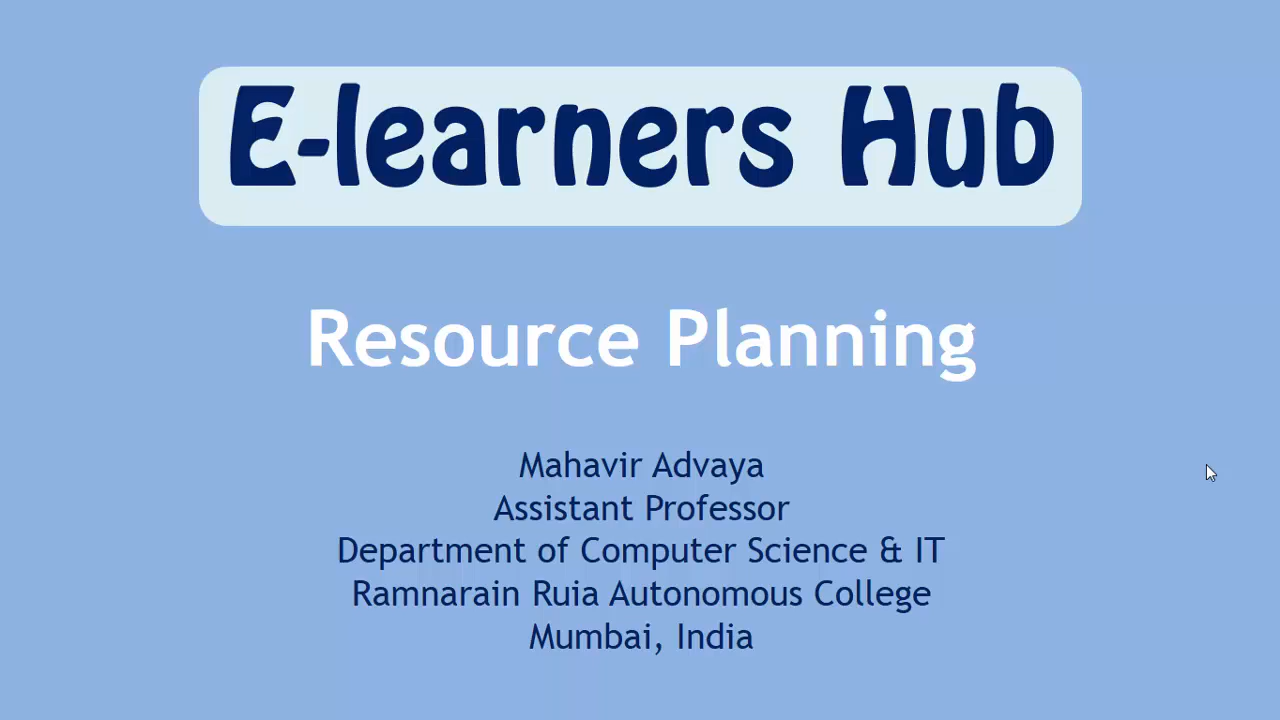 E-learners Hub
Resource Planning
Mahavir Advaya
Assistant Professor
Department of Computer Science & IT
Ramnarain Ruia Autonomous College
Mumbai, India